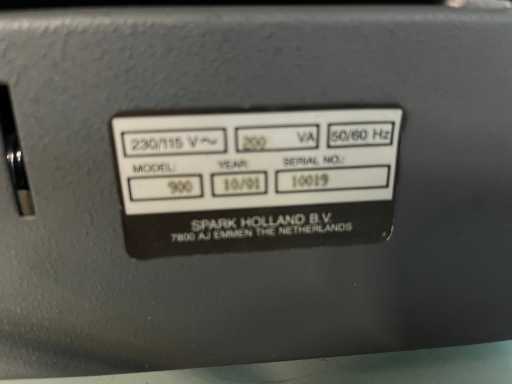 230/115 V~ 200 VA 50/60 Hz
MODEL: YEAR: SERIAL NO.:
900 10/01 10019
SPARK HOLLAND B.V.
7800 AJ EMMEN THE NETHERLANDS